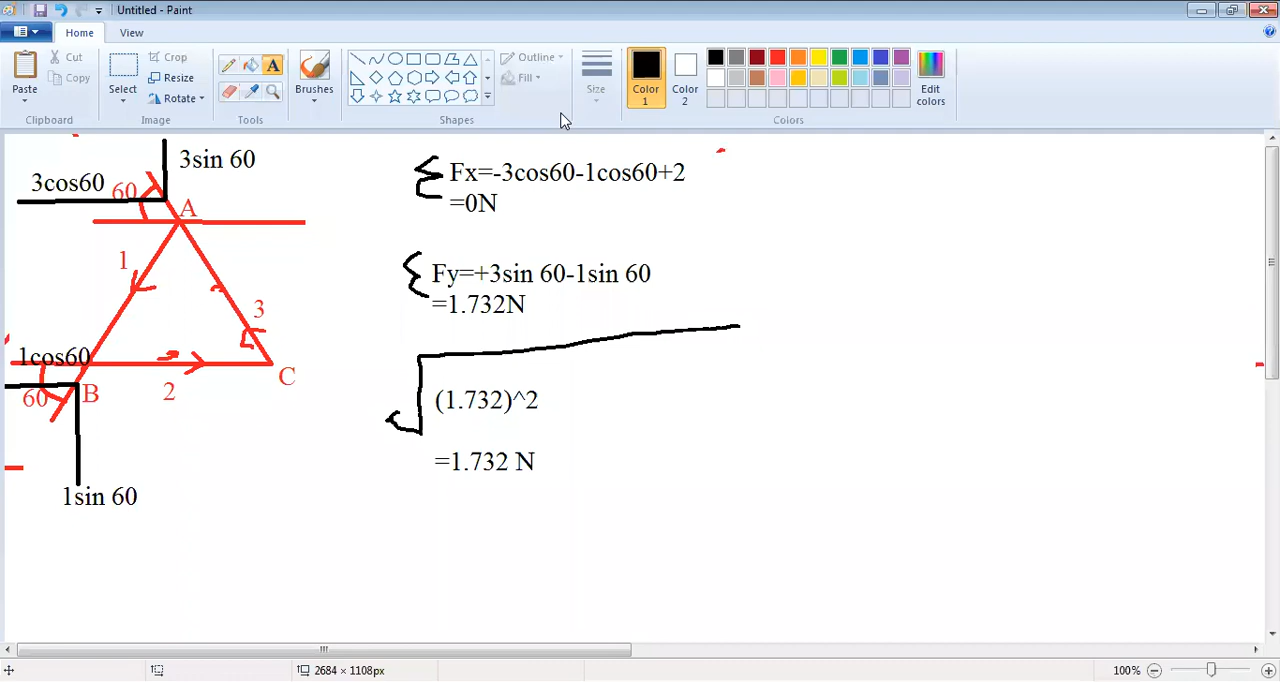 Untitled - Paint
Home
View
Paste
Cut
Copy
Clipboard
Select
Crop
Resize
Rotate
Image
A
Tools
Brushes
Outline
Fill
Shapes
Size
Color 1
Color 2
Edit colors
Colors
3sin 60
3cos60
60
A
1
3
1cos60
60
B
2
C
1sin 60
Fx=-3cos60-1cos60+2
=0N
Fy=+3sin 60-1sin 60
=1.732N
(1.732)^2
=1.732 N
2684 × 1108px
100%